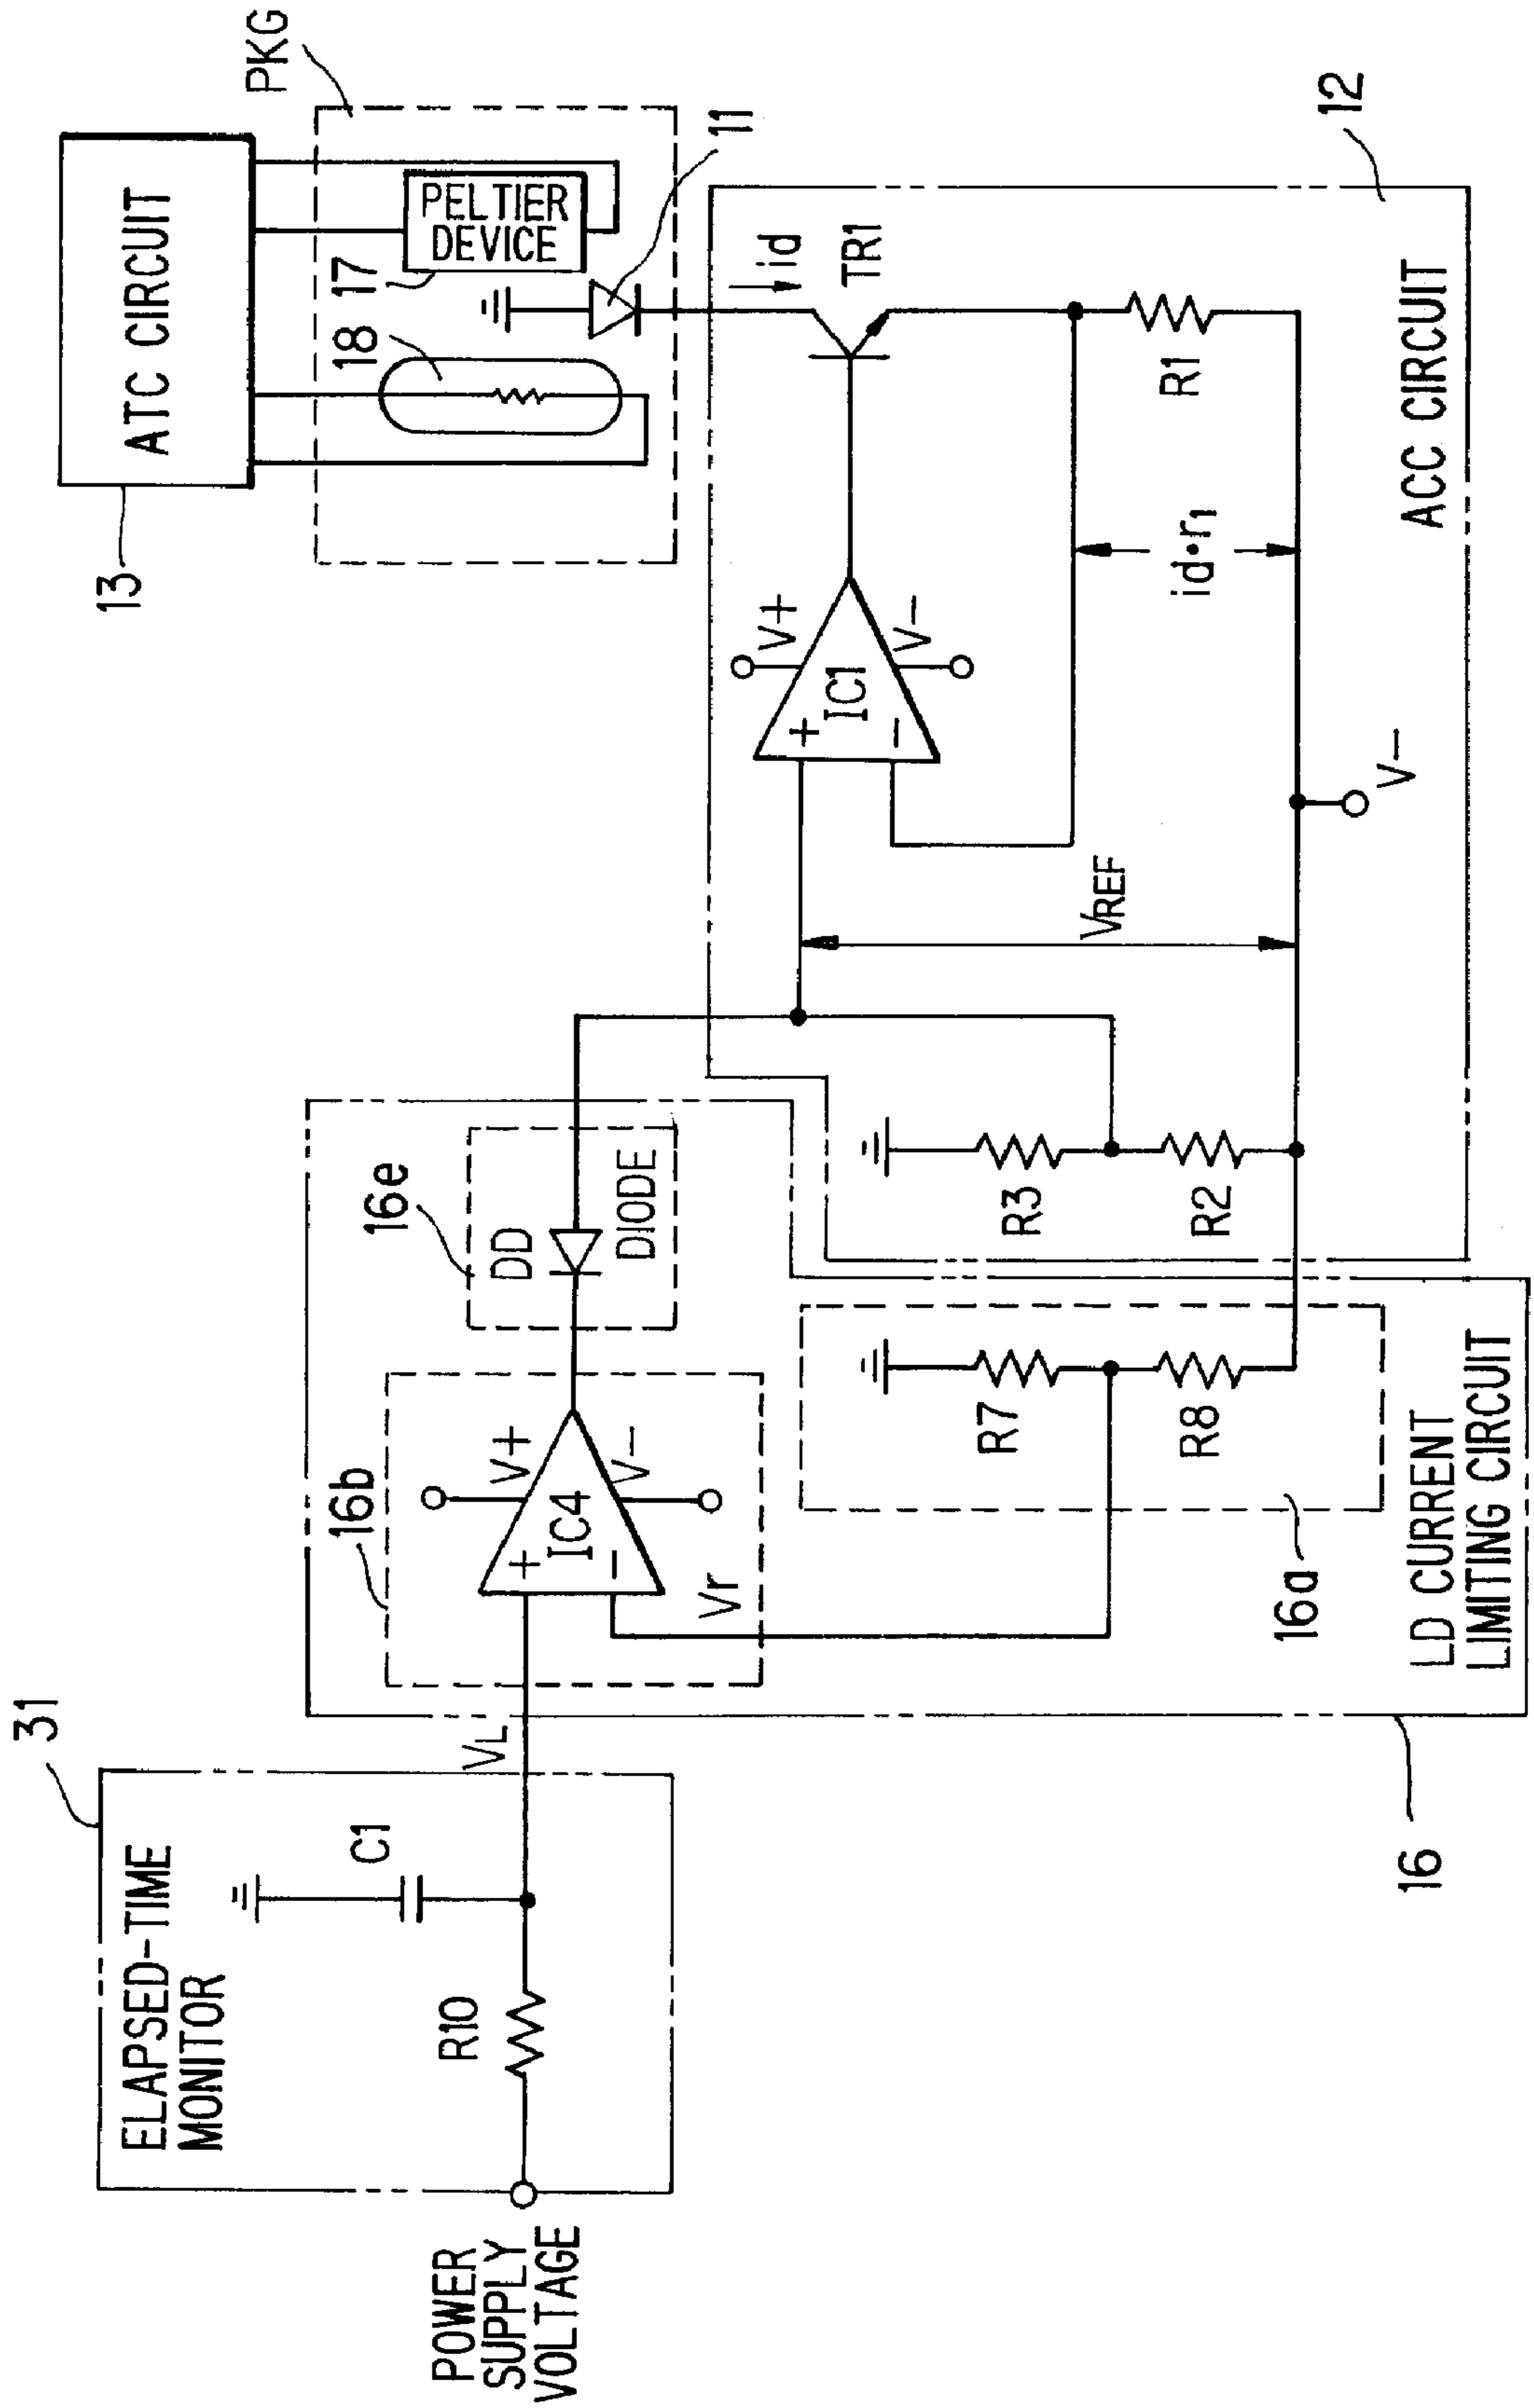 31
ELAPSED-TIME
MONITOR
C1
R10
POWER
SUPPLY
VOLTAGE
VL
16b
V+
IC4
+
−
V−
Vr
16e
DD
DIODE
R7
R8
16a
LD CURRENT
LIMITING CIRCUIT
16
13
ATC CIRCUIT
PKG
18
17
PELTIER
DEVICE
11
id
TR1
V+
IC1
+
−
V−
R1
id•r1
VREF
R3
R2
V−
ACC CIRCUIT
12